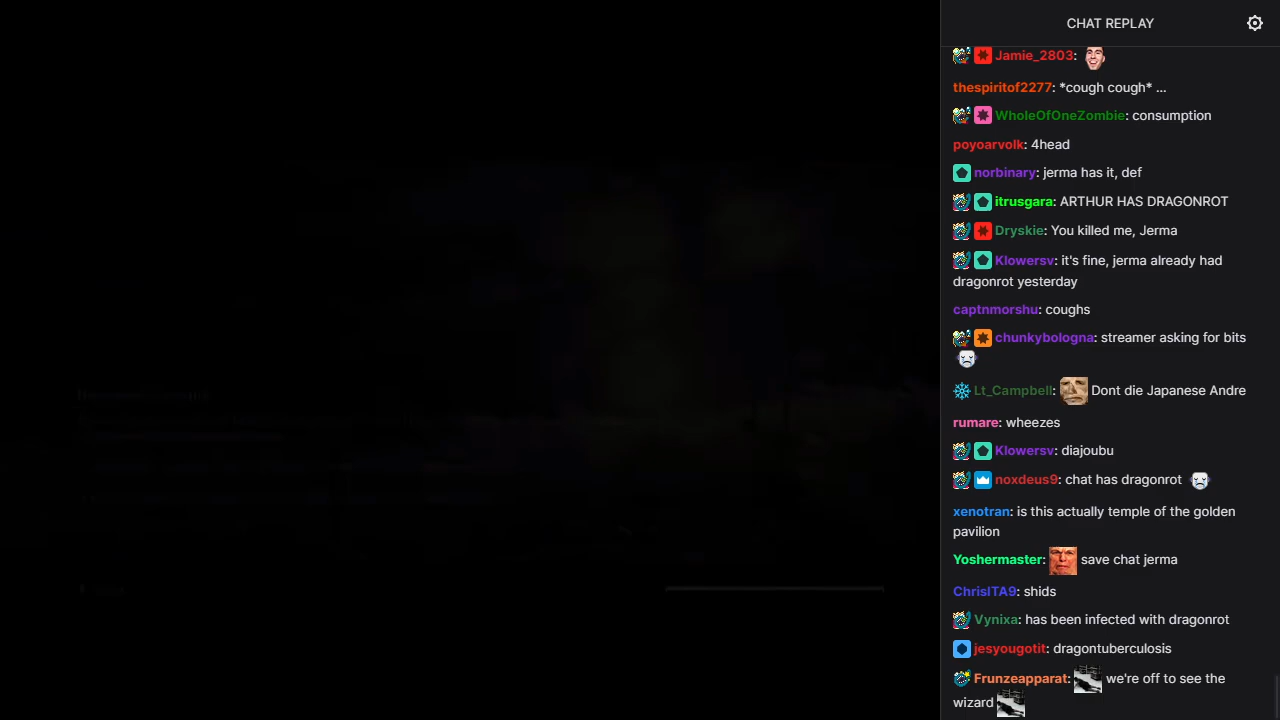 CHAT REPLAY
Jamie_2803:
thespiritof2277: *cough cough* ...
WholeOfOneZombie: consumption
poyoarvolk: 4head
norbinary: jerma has it, def
itrusgara: ARTHUR HAS DRAGONROT
Dryskie: You killed me, Jerma
Klowersv: it's fine, jerma already had
dragonrot yesterday
captnmorshu: coughs
chunkybologna: streamer asking for bits
Lt_Campbell: Dont die Japanese Andre
rumare: wheezes
Klowersv: diajoubu
noxdeus9: chat has dragonrot
xenotran: is this actually temple of the golden
pavilion
Yoshermaster: save chat jerma
ChrisITA9: shids
Vynixa: has been infected with dragonrot
jesyougotit: dragontuberculosis
Frunzeapparat: we're off to see the
wizard